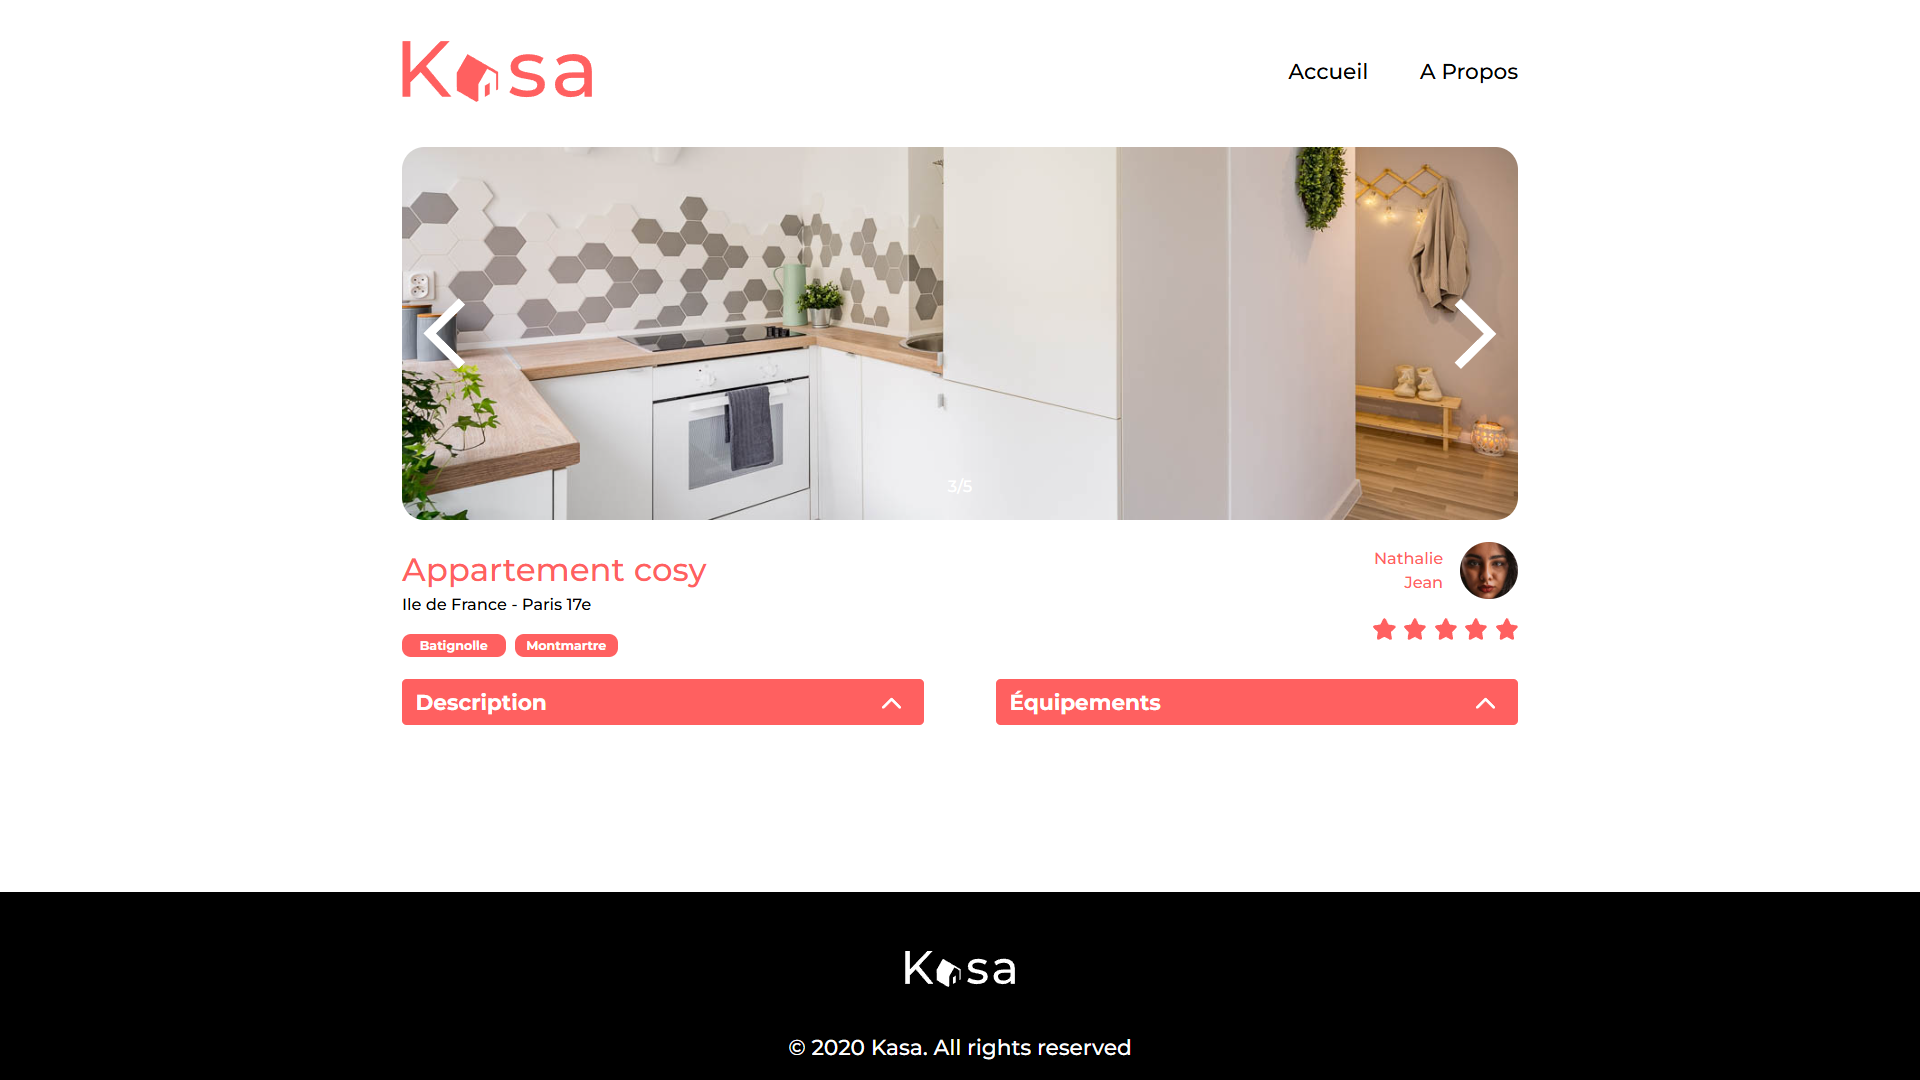 Kasa
Accueil
A Propos
3/5
Appartement cosy
Ile de France - Paris 17e
Batignolle
Montmartre
Nathalie
Jean
Description
Équipements
Kasa
© 2020 Kasa. All rights reserved